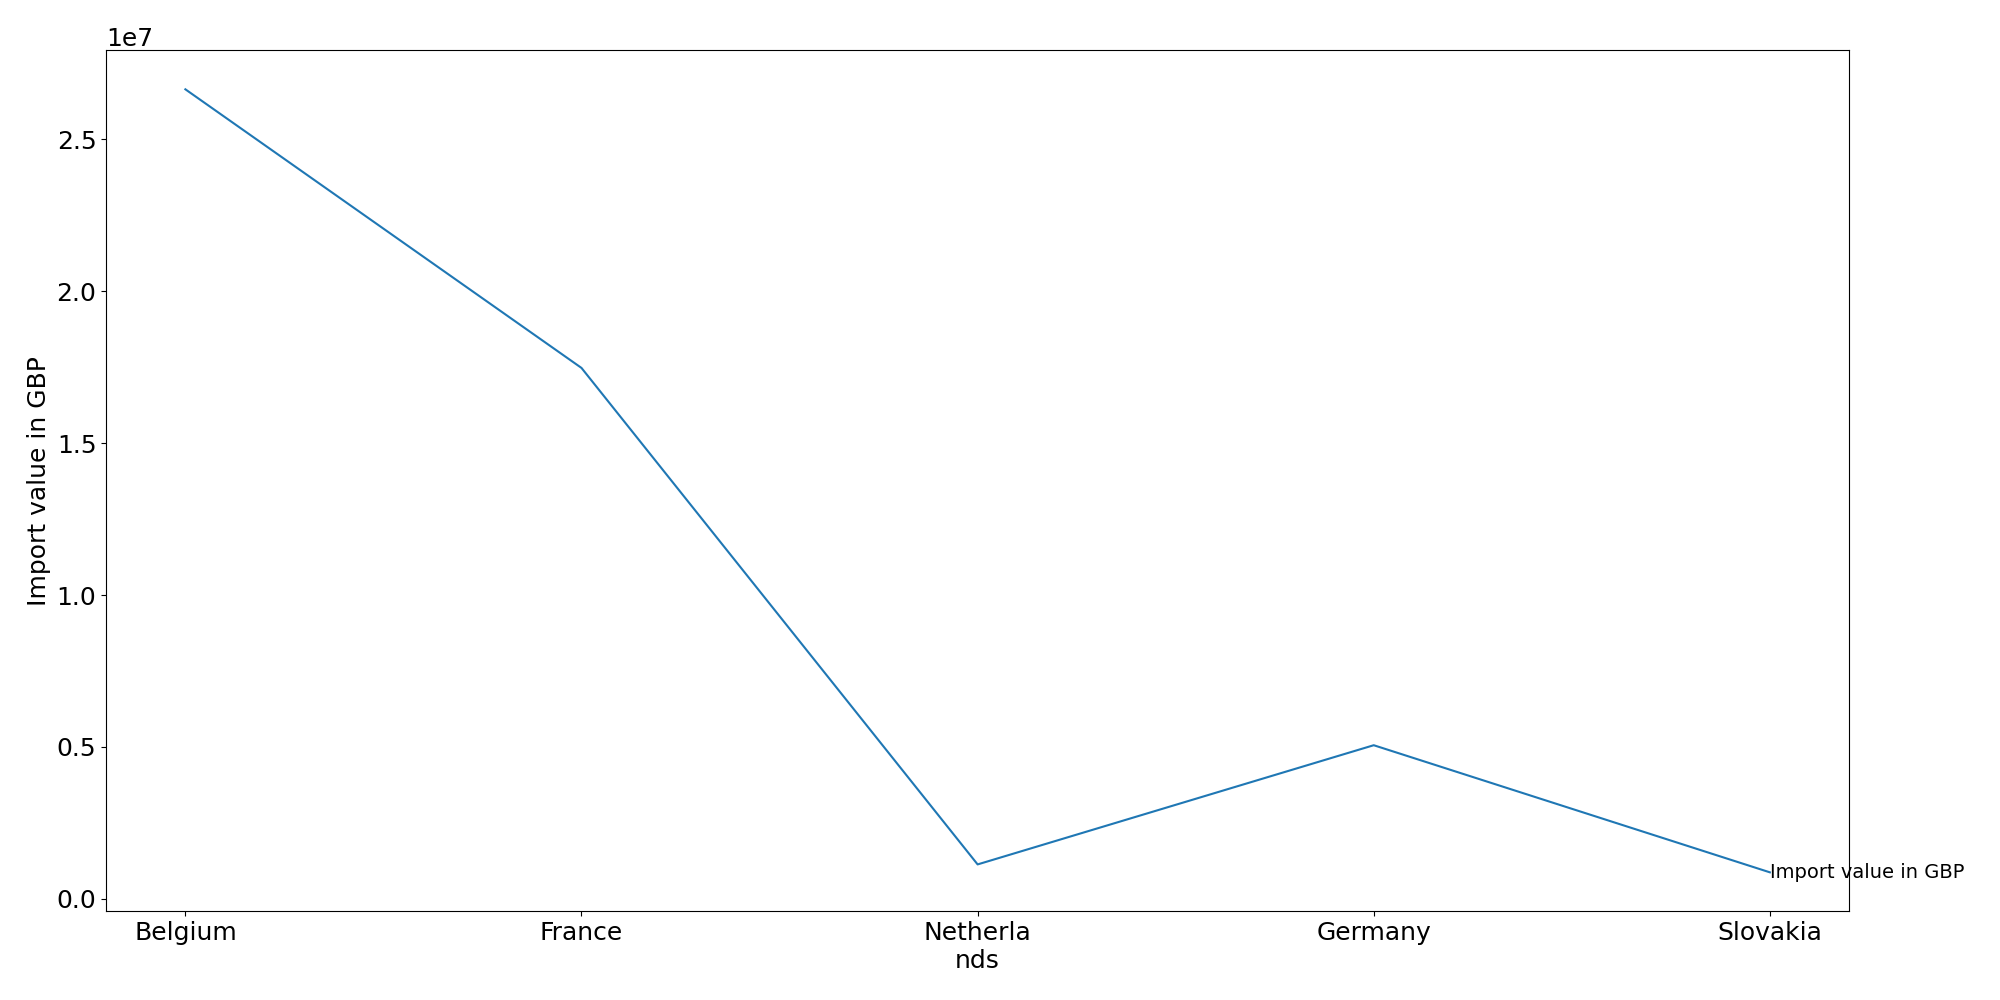 1e7
2.5
2.0
1.5
1.0
0.5
0.0
Import value in GBP
Import value in GBP
Belgium
France
Netherla
nds
Germany
Slovakia